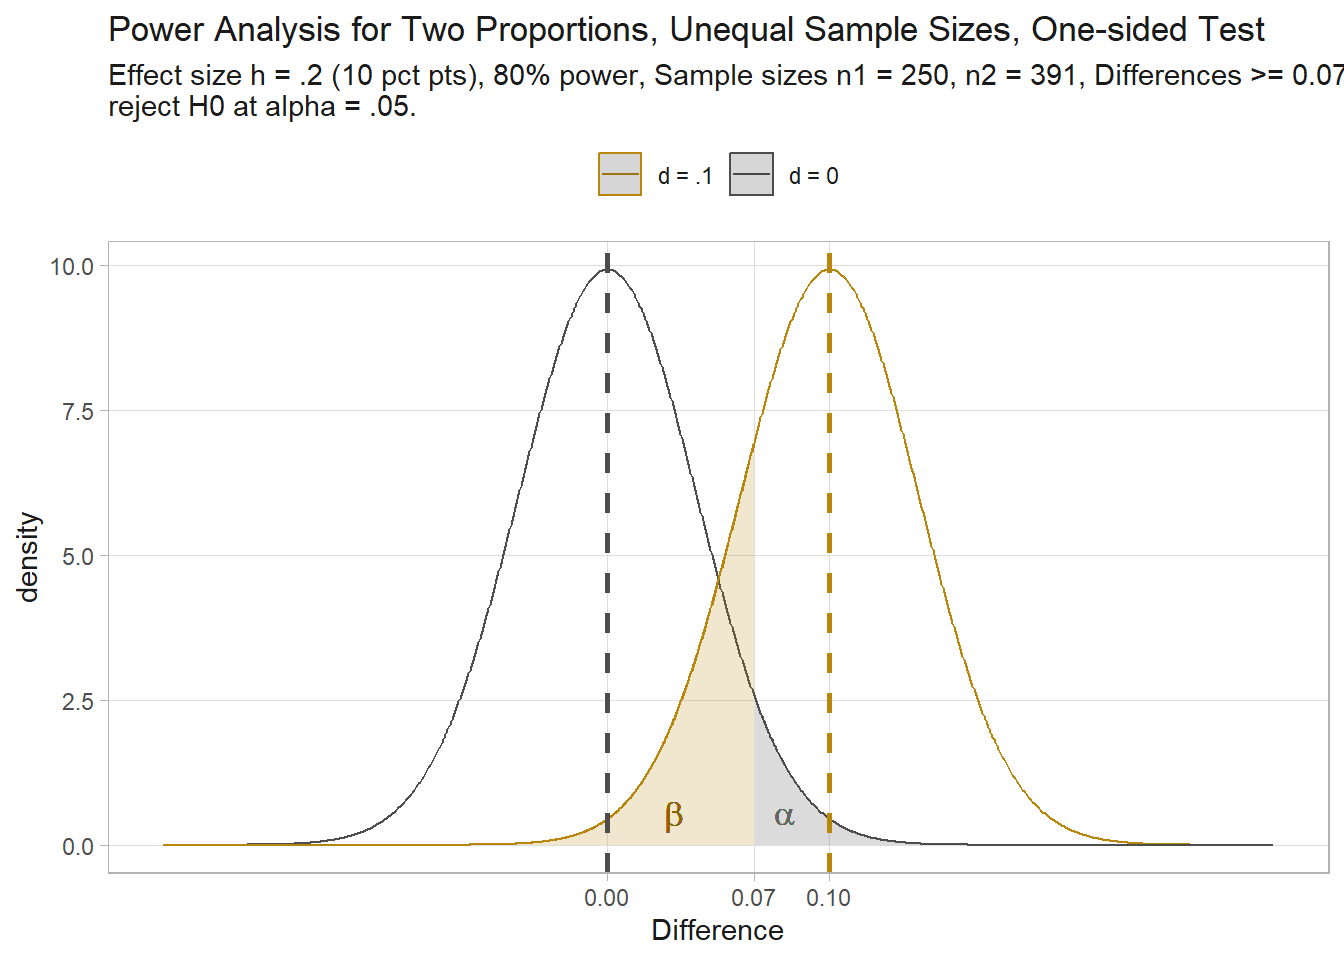 Power Analysis for Two Proportions, Unequal Sample Sizes, One-sided Test
Effect size h = .2 (10 pct pts), 80% power, Sample sizes n1 = 250, n2 = 391, Differences >= 0.07
reject H0 at alpha = .05.
d = .1 d = 0
10.0
7.5
5.0
2.5
0.0
density
β α
0.00 0.07 0.10
Difference